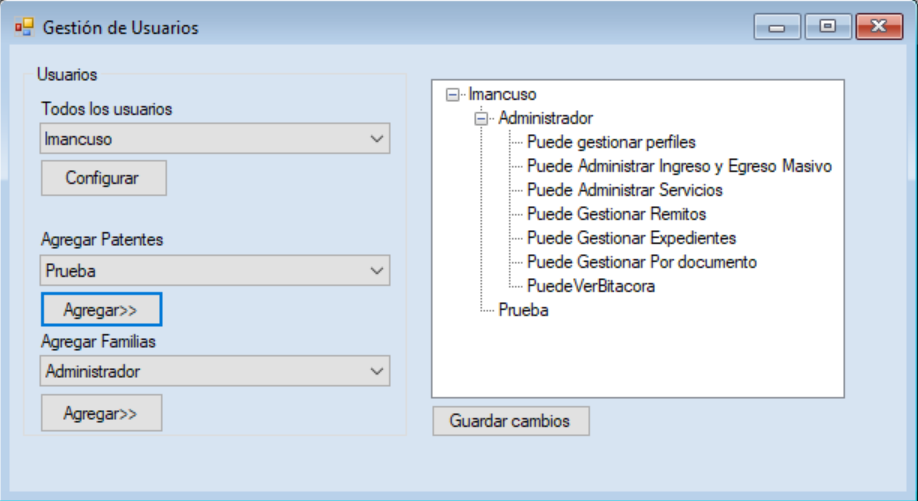 Gestión de Usuarios
Usuarios
Todos los usuarios
lmancuso
Configurar
Agregar Patentes
Prueba
Agregar>>
Agregar Familias
Administrador
Agregar>>
lmancuso
Administrador
Puede gestionar perfiles
Puede Administrar Ingreso y Egreso Masivo
Puede Administrar Servicios
Puede Gestionar Remitos
Puede Gestionar Expedientes
Puede Gestionar Por documento
PuedeVerBitacora
Prueba
Guardar cambios